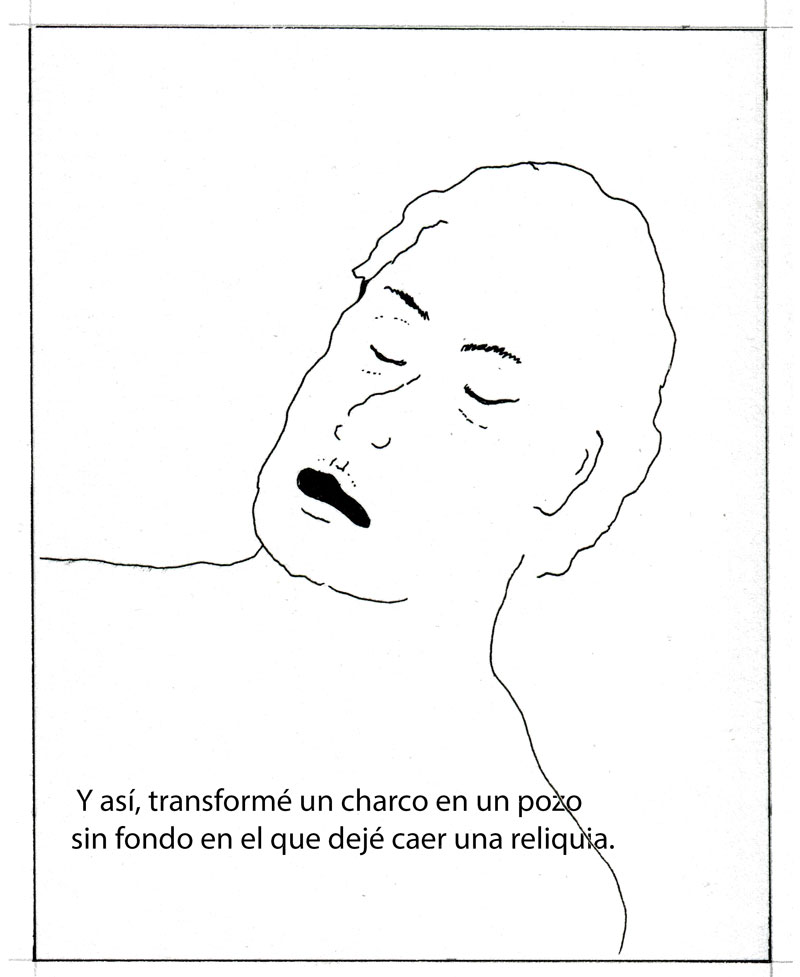 Y así, transformé un charco en un pozo
sin fondo en el que dejé caer una reliquia.